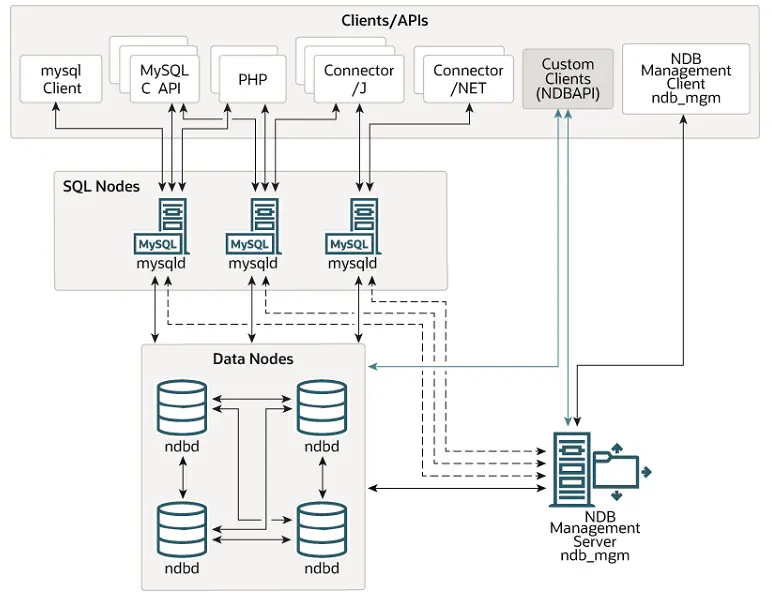 Clients/APIs
mysql
Client
MySQL
C API
PHP
Connector
/J
Connector
/NET
Custom
Clients
(NDBAPI)
NDB
Management
Client
ndb_mgm
SQL Nodes
MySQL
mysqld
MySQL
mysqld
MySQL
mysqld
Data Nodes
ndbd
ndbd
ndbd
ndbd
NDB
Management
Server
ndb_mgm